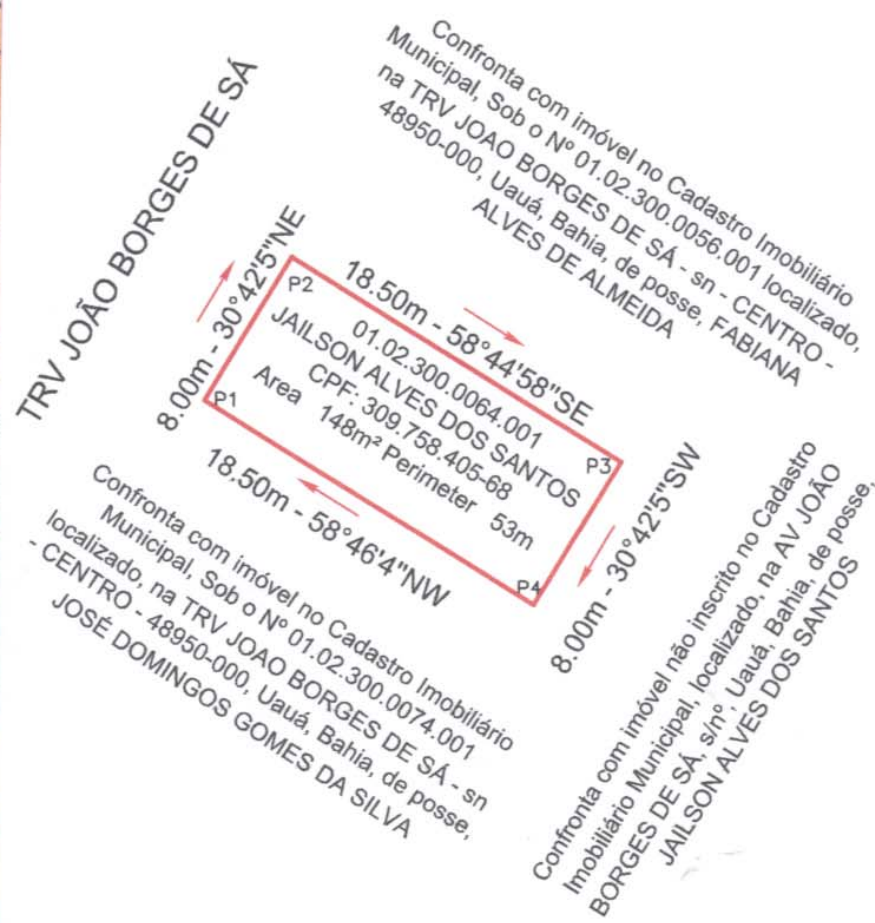 TRV JOÃO BORGES DE SÁ
Confronta com imóvel no Cadastro Imobiliário
Municipal, Sob o Nº 01.02.300.0056.001 localizado,
na TRV JOAO BORGES DE SÁ - sn - CENTRO -
48950-000, Uauá, Bahia, de posse, FABIANA
ALVES DE ALMEIDA
8.00m - 30°42'5"NE
P2
18.50m - 58°44'58"SE
01.02.300.0064.001
JAILSON ALVES DOS SANTOS
CPF: 309.758.405-68
Area 148m² Perimeter 53m
P1
P3
P4
18,50m - 58°46'4"NW
8.00m - 30°42'5"SW
Confronta com imóvel no Cadastro Imobiliário
Municipal, Sob o Nº 01.02.300.0074.001
localizado, na TRV JOAO BORGES DE SÁ - sn
- CENTRO - 48950-000, Uauá, Bahia, de posse,
JOSÉ DOMINGOS GOMES DA SILVA
Confronta com imóvel não inscrito no Cadastro
Imobiliário Municipal, localizado, na AV JOÃO
BORGES DE SÁ, s/nº, Uauá, Bahia, de posse,
JAILSON ALVES DOS SANTOS